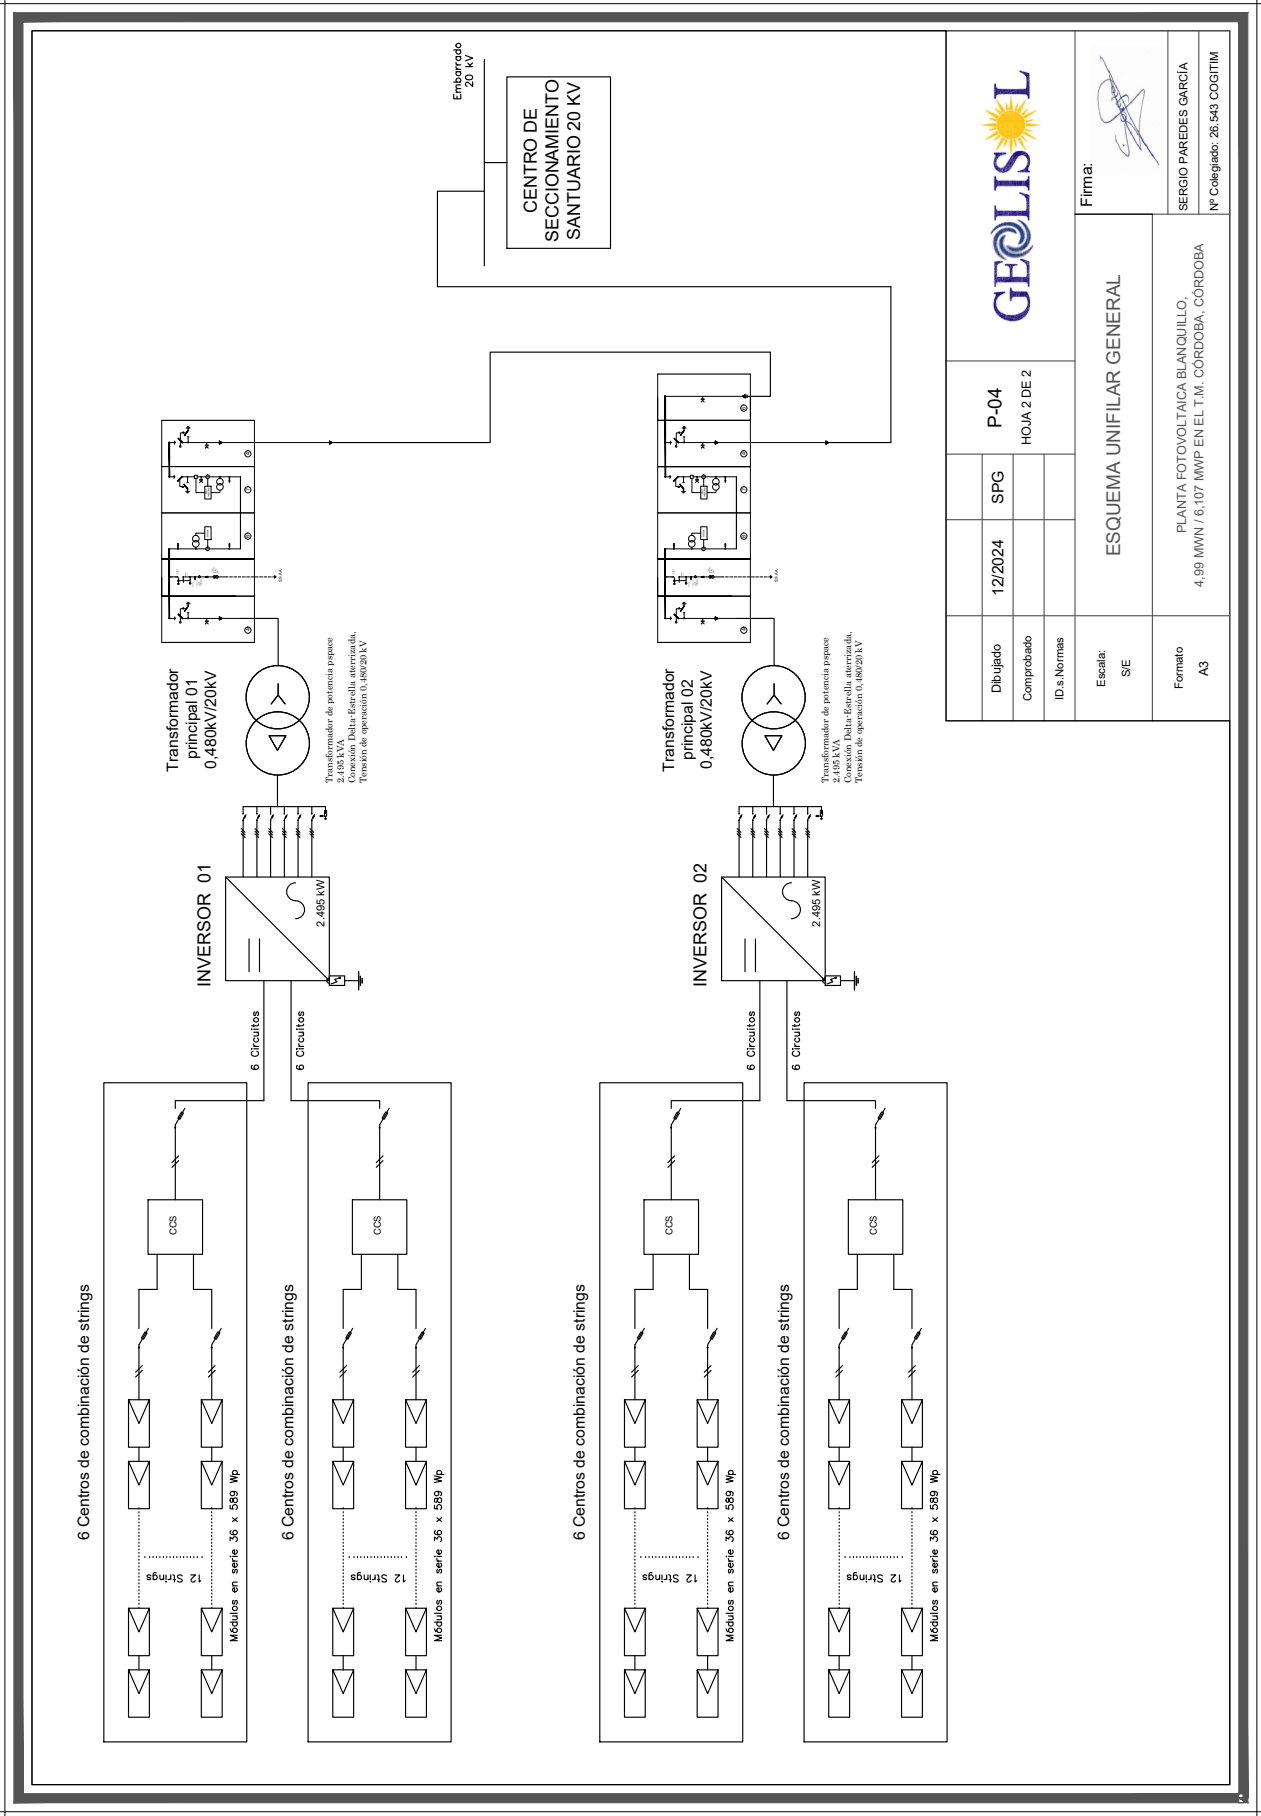 Embarrado
20 kV
CENTRO DE
SECCIONAMIENTO
SANTUARIO 20 KV
Transformador
principal 01
0,480kV/20kV
Transformador de potencia pspace
2.495 kVA
Conexión Delta-Estrella aterrizada,
Tensión de operación 0,480/20 kV
INVERSOR 01
2.495 kW
6 Circuitos
6 Circuitos
6 Centros de combinación de strings
CCS
12 Strings
Módulos en serie 36 x 589 Wp
6 Centros de combinación de strings
CCS
12 Strings
Módulos en serie 36 x 589 Wp
Transformador
principal 02
0,480kV/20kV
Transformador de potencia pspace
2.495 kVA
Conexión Delta-Estrella aterrizada,
Tensión de operación 0,480/20 kV
INVERSOR 02
2.495 kW
6 Circuitos
6 Circuitos
6 Centros de combinación de strings
CCS
12 Strings
Módulos en serie 36 x 589 Wp
6 Centros de combinación de strings
CCS
12 Strings
Módulos en serie 36 x 589 Wp
GEOLISOL
P-04
HOJA 2 DE 2
Dibujado
12/2024
SPG
Comprobado
ID.s.Normas
Escala:
S/E
ESQUEMA UNIFILAR GENERAL
Firma:
Formato
A3
PLANTA FOTOVOLTAICA BLANQUILLO,
4,99 MWN / 6,107 MWP EN EL T.M. CÓRDOBA, CÓRDOBA
SERGIO PAREDES GARCÍA
Nº Colegiado: 26.543 COGITIM